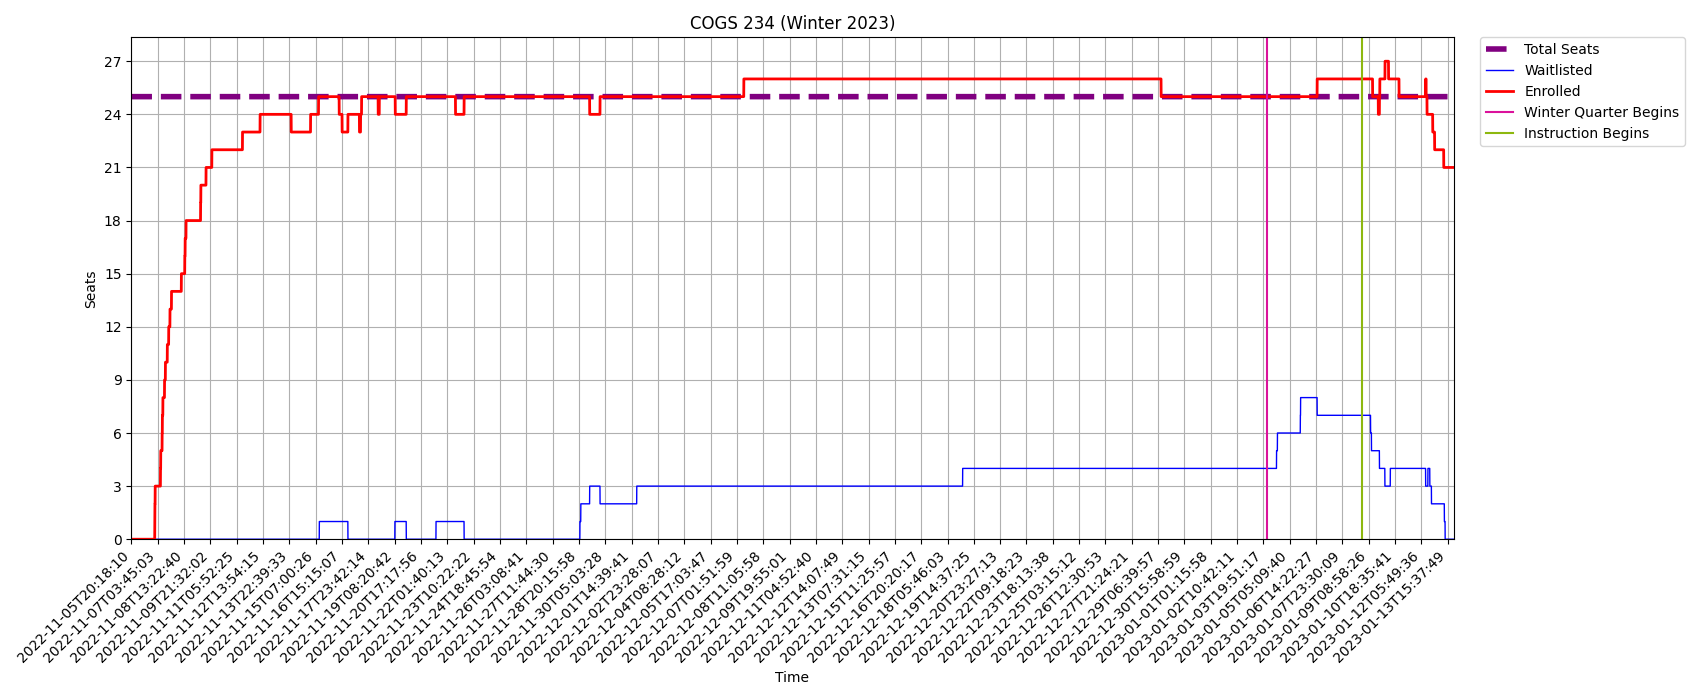 COGS 234 (Winter 2023)
Total Seats
Waitlisted
Enrolled
Winter Quarter Begins
Instruction Begins
Seats
27
24
21
18
15
12
9
6
3
0
2022-11-05T20:18:10
2022-11-07T03:45:03
2022-11-08T13:22:40
2022-11-09T21:32:02
2022-11-11T05:52:25
2022-11-12T13:54:15
2022-11-13T22:39:33
2022-11-15T07:00:26
2022-11-16T15:15:07
2022-11-17T23:42:14
2022-11-19T08:20:42
2022-11-20T17:17:56
2022-11-22T01:40:13
2022-11-23T10:22:22
2022-11-24T18:45:54
2022-11-26T03:08:41
2022-11-27T11:44:30
2022-11-28T20:15:58
2022-11-30T05:03:28
2022-12-01T14:39:41
2022-12-02T23:28:07
2022-12-04T08:28:12
2022-12-05T17:03:47
2022-12-07T01:51:59
2022-12-08T11:05:58
2022-12-09T19:55:01
2022-12-11T04:52:40
2022-12-12T14:07:49
2022-12-13T07:31:15
2022-12-15T11:25:57
2022-12-16T20:20:17
2022-12-18T05:46:03
2022-12-19T14:37:25
2022-12-20T23:27:13
2022-12-22T09:18:23
2022-12-23T18:13:38
2022-12-25T03:15:12
2022-12-26T12:30:53
2022-12-27T21:24:21
2022-12-29T06:39:57
2022-12-30T15:58:59
2023-01-01T01:15:58
2023-01-02T10:42:11
2023-01-03T19:51:17
2023-01-05T05:09:40
2023-01-06T14:22:27
2023-01-07T23:30:09
2023-01-09T08:58:26
2023-01-10T18:35:41
2023-01-12T05:49:36
2023-01-13T15:37:49
Time